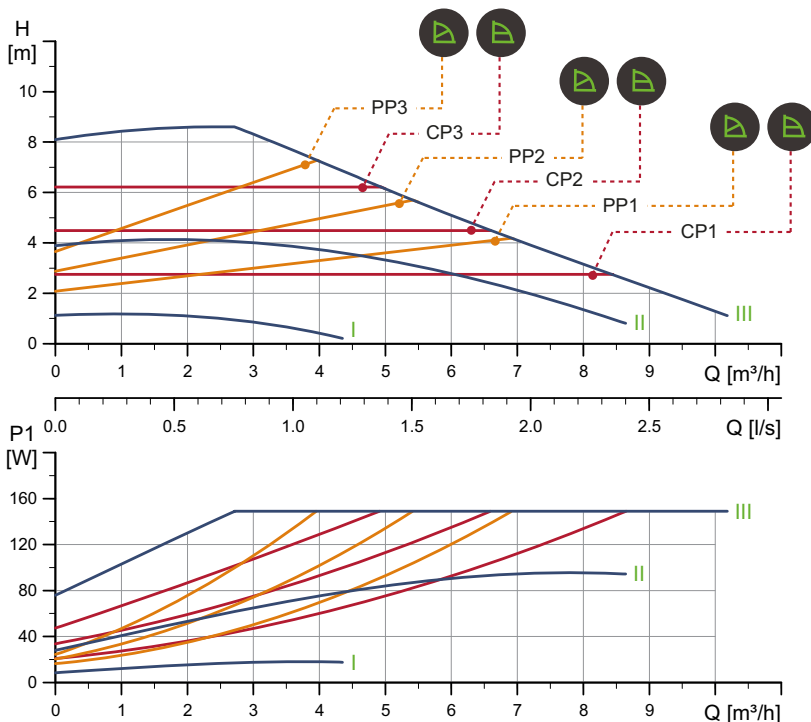 H
[m]
10
8
6
4
2
0
PP3
CP3
PP2
CP2
PP1
CP1
I
II
III
0 1 2 3 4 5 6 7 8 9 Q [m³/h]
0.0 0.5 1.0 1.5 2.0 2.5 Q [l/s]
P1
[W]
160
120
80
40
0
III
II
I
0 1 2 3 4 5 6 7 8 9 Q [m³/h]